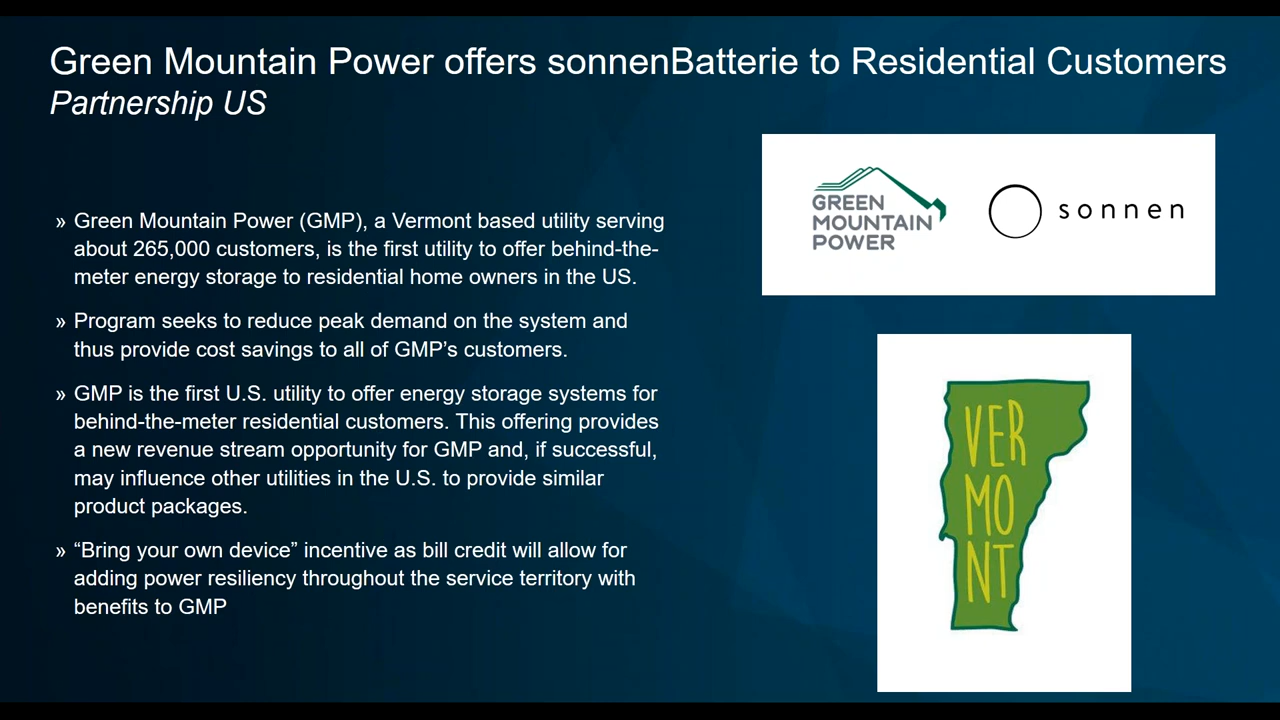 Green Mountain Power offers sonnenBatterie to Residential Customers
Partnership US
» Green Mountain Power (GMP), a Vermont based utility serving
about 265,000 customers, is the first utility to offer behind-the-
meter energy storage to residential home owners in the US.
» Program seeks to reduce peak demand on the system and
thus provide cost savings to all of GMP’s customers.
» GMP is the first U.S. utility to offer energy storage systems for
behind-the-meter residential customers. This offering provides
a new revenue stream opportunity for GMP and, if successful,
may influence other utilities in the U.S. to provide similar
product packages.
» “Bring your own device” incentive as bill credit will allow for
adding power resiliency throughout the service territory with
benefits to GMP
GREEN
MOUNTAIN
POWER
sonnen
VER
MO
NT